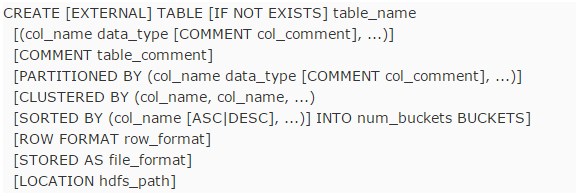 CREATE [EXTERNAL] TABLE [IF NOT EXISTS] table_name
[(col_name data_type [COMMENT col_comment], ...)]
[COMMENT table_comment]
[PARTITIONED BY (col_name data_type [COMMENT col_comment], ...)]
[CLUSTERED BY (col_name, col_name, ...)
[SORTED BY (col_name [ASC|DESC], ...)] INTO num_buckets BUCKETS]
[ROW FORMAT row_format]
[STORED AS file_format]
[LOCATION hdfs_path]